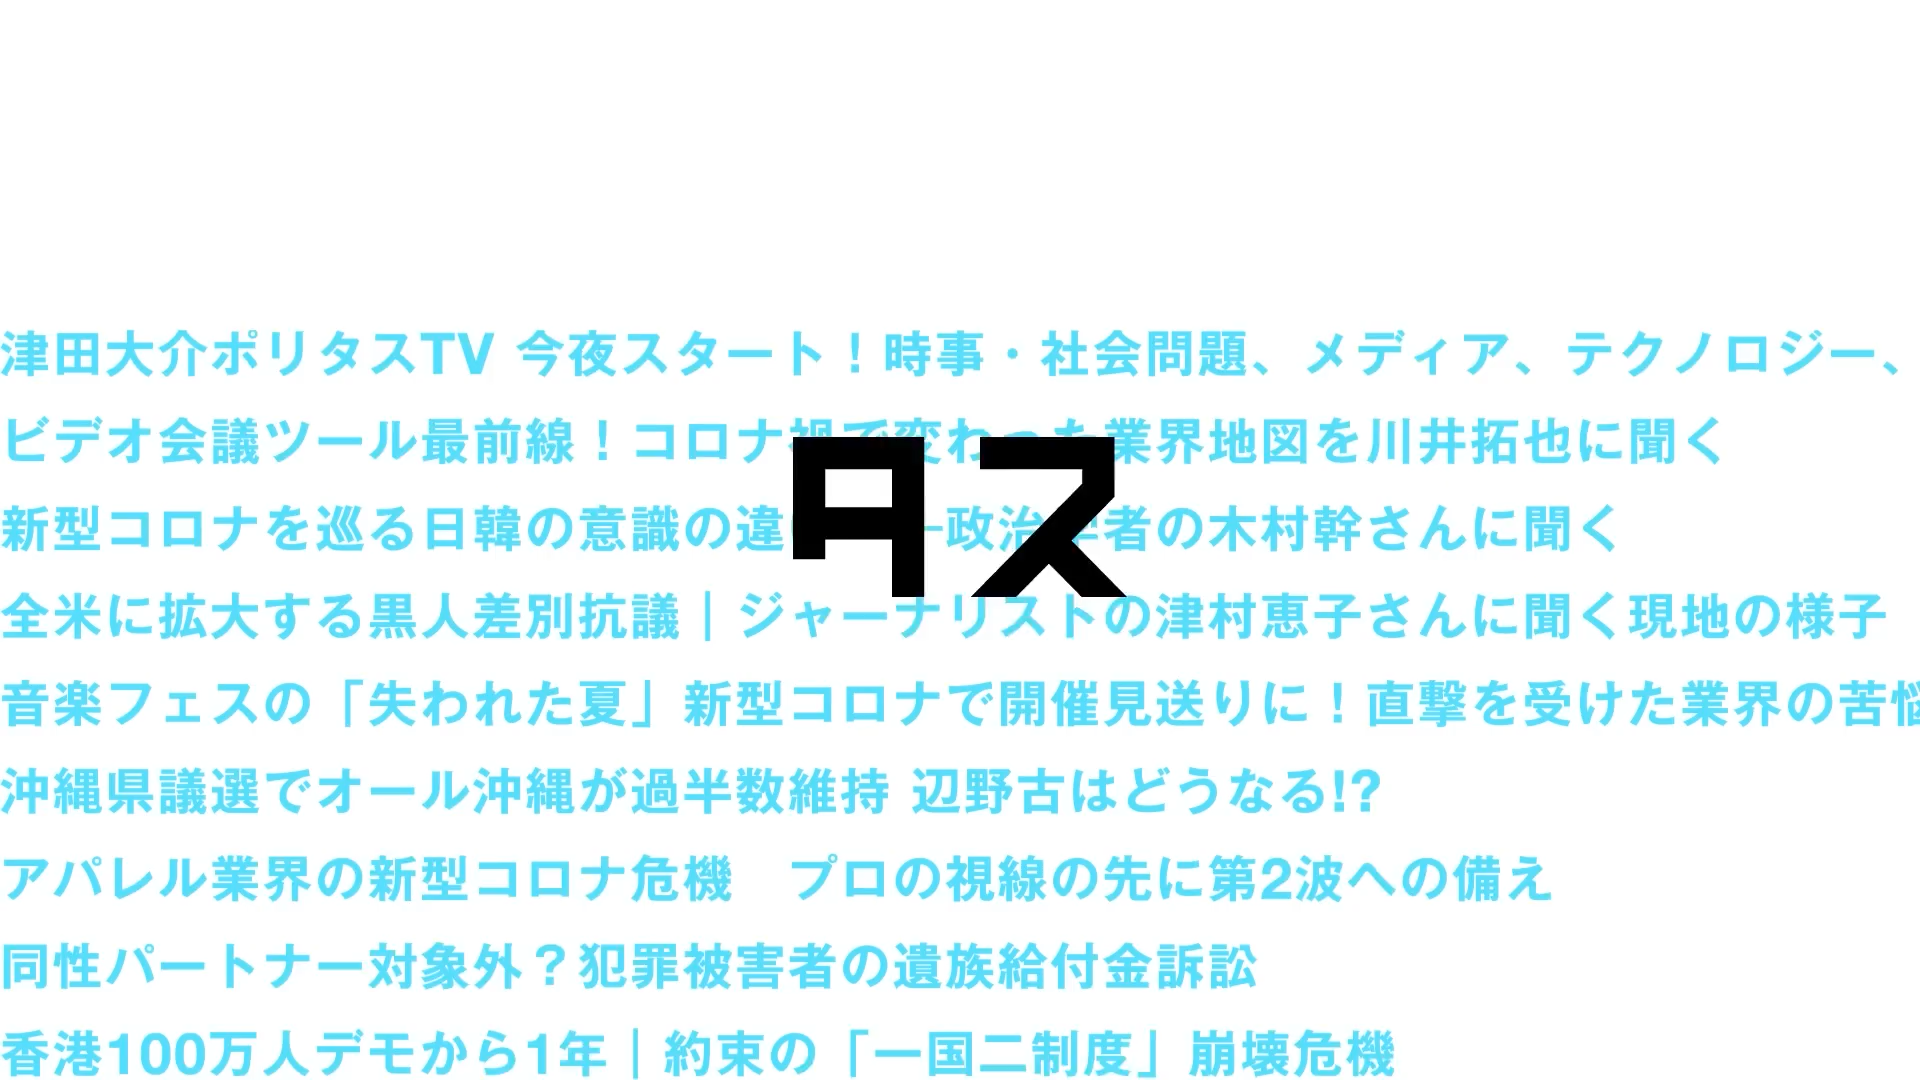 津田大介ポリタスTV 今夜スタート！時事・社会問題、メディア、テクノロジー、
ビデオ会議ツール最前線！コロナ禍で変わった業界地図を川井拓也に聞く
タス
新型コロナを巡る日韓の意識の違 政治学者の木村幹さんに聞く
全米に拡大する黒人差別抗議｜ジャーナリストの津村恵子さんに聞く現地の様子
音楽フェスの「失われた夏」新型コロナで開催見送りに！直撃を受けた業界の苦悩
沖縄県議選でオール沖縄が過半数維持 辺野古はどうなる!?
アパレル業界の新型コロナ危機　プロの視線の先に第2波への備え
同性パートナー対象外？犯罪被害者の遺族給付金訴訟
香港100万人デモから1年｜約束の「一国二制度」崩壊危機